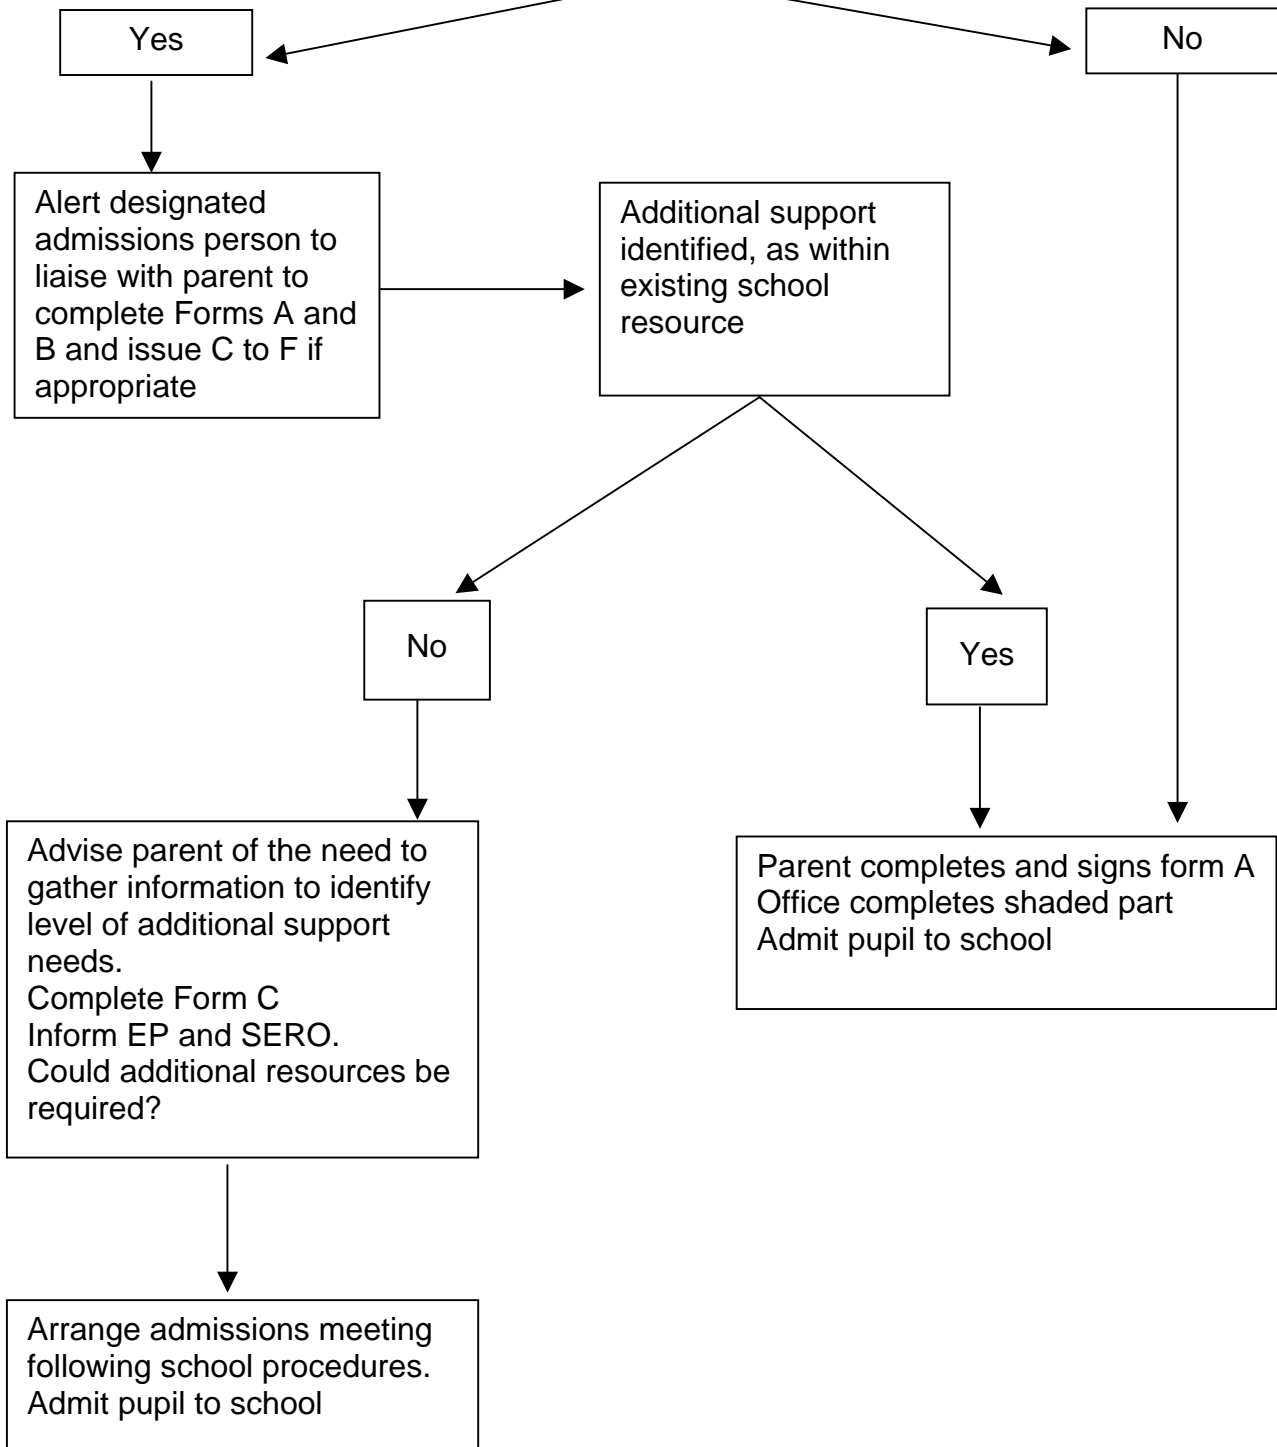 Yes
No
Alert designated
admissions person to
liaise with parent to
complete Forms A and
B and issue C to F if
appropriate
Additional support
identified, as within
existing school
resource
No
Yes
Advise parent of the need to
gather information to identify
level of additional support
needs.
Complete Form C
Inform EP and SERO.
Could additional resources be
required?
Parent completes and signs form A
Office completes shaded part
Admit pupil to school
Arrange admissions meeting
following school procedures.
Admit pupil to school